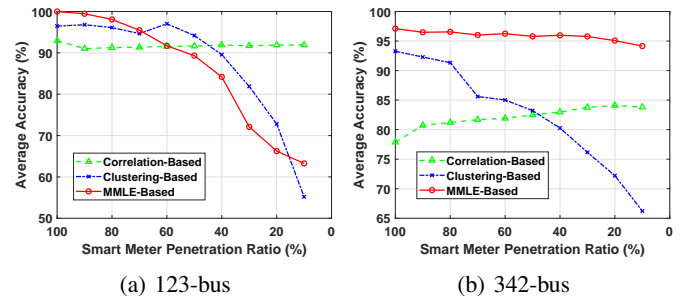 100
90
80
70
60
50
Average Accuracy (%)
Correlation-Based
Clustering-Based
MMLE-Based
100 80 60 40 20 0
Smart Meter Penetration Ratio (%)
(a) 123-bus
100
95
90
85
80
75
70
65
Average Accuracy (%)
Correlation-Based
Clustering-Based
MMLE-Based
100 80 60 40 20 0
Smart Meter Penetration Ratio (%)
(b) 342-bus